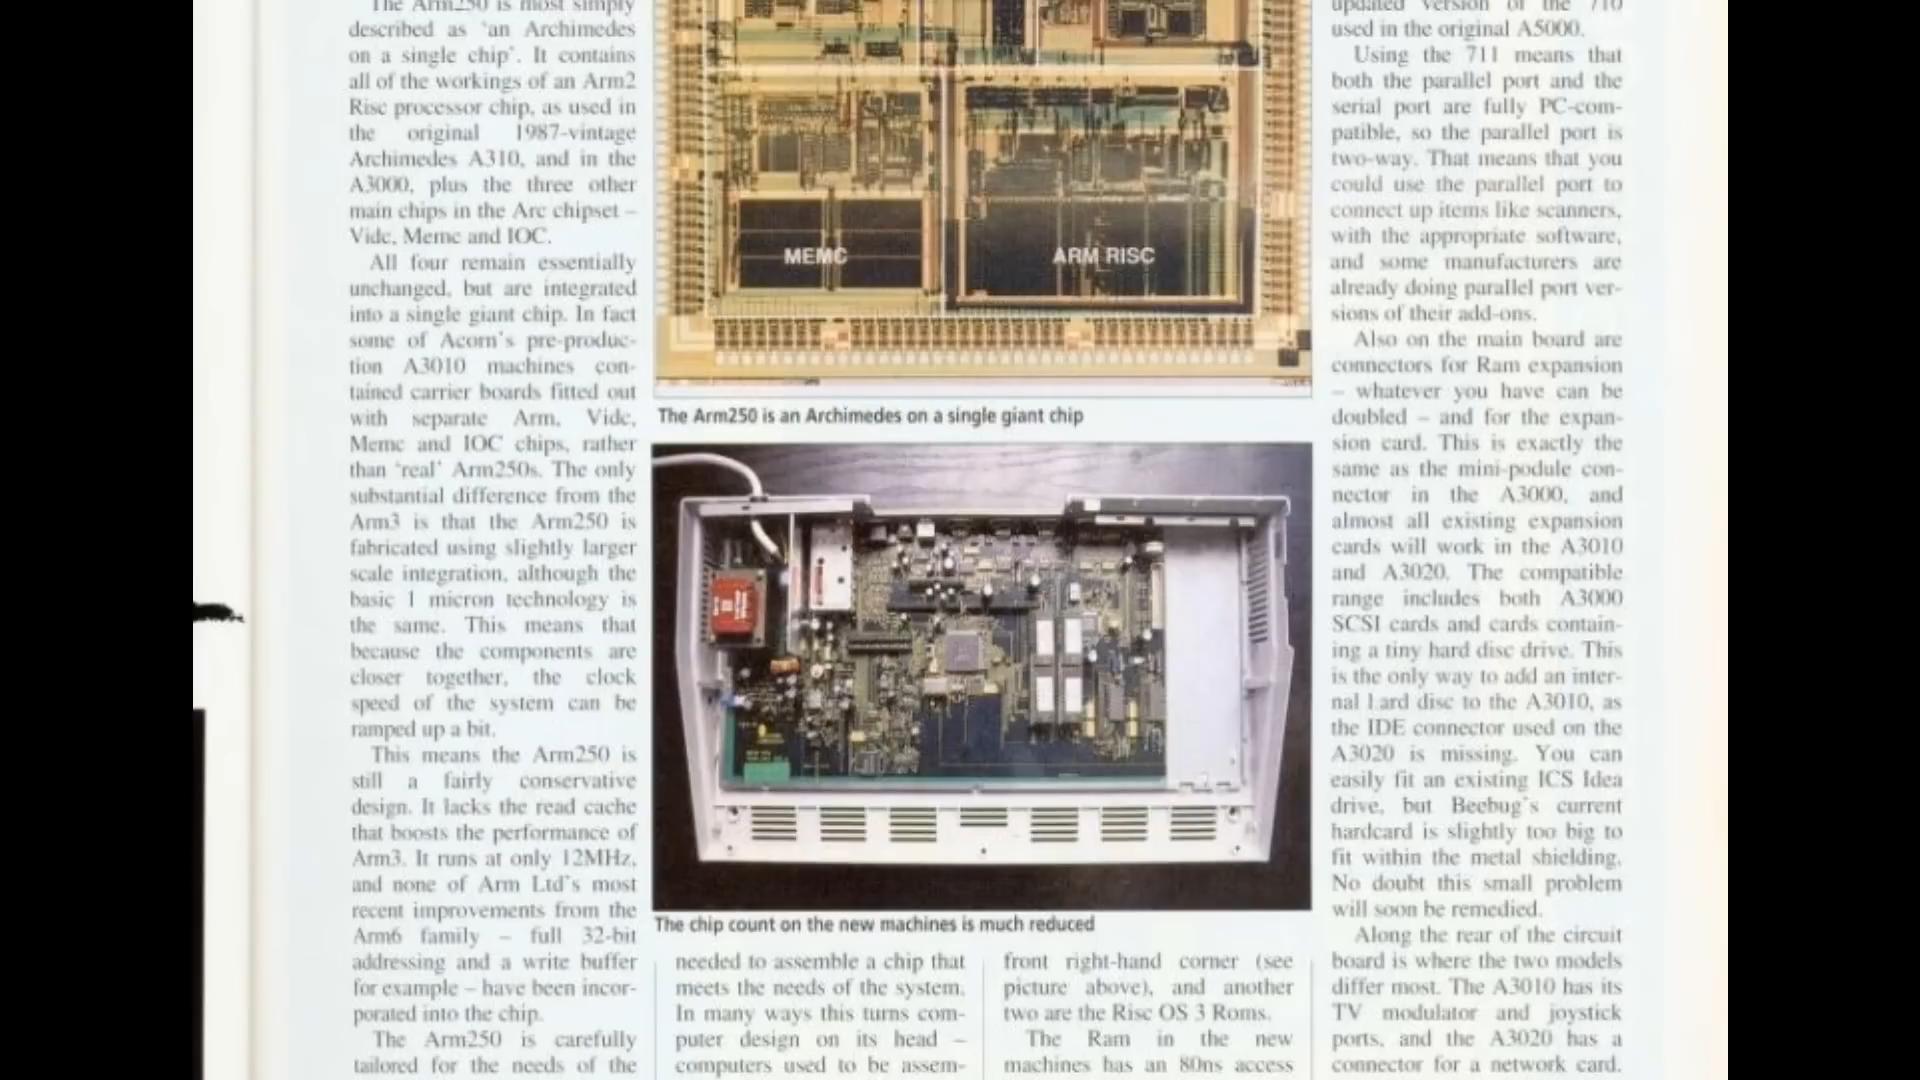 The Arm250 is most simply
described as 'an Archimedes
on a single chip'. It contains
all of the workings of an Arm2
Risc processor chip, as used in
the original 1987-vintage
Archimedes A310, and in the
A3000, plus the three other
main chips in the Arc chipset –
Vidc, Memc and IOC.
All four remain essentially
unchanged, but are integrated
into a single giant chip. In fact
some of Acorn's pre-produc-
tion A3010 machines con-
tained carrier boards fitted out
with separate Arm, Vidc,
Memc and IOC chips, rather
than 'real' Arm250s. The only
substantial difference from the
Arm3 is that the Arm250 is
fabricated using slightly larger
scale integration, although the
basic 1 micron technology is
the same. This means that
because the components are
closer together, the clock
speed of the system can be
ramped up a bit.
This means the Arm250 is
still a fairly conservative
design. It lacks the read cache
that boosts the performance of
Arm3. It runs at only 12MHz,
and none of Arm Ltd's most
recent improvements from the
Arm6 family – full 32-bit
addressing and a write buffer
for example – have been incor-
porated into the chip.
The Arm250 is carefully
tailored for the needs of the
MEMC
ARM RISC
The Arm250 is an Archimedes on a single giant chip
The chip count on the new machines is much reduced
needed to assemble a chip that
meets the needs of the system.
In many ways this turns com-
puter design on its head –
computers used to be assem-
front right-hand corner (see
picture above), and another
two are the Risc OS 3 Roms.
The Ram in the new
machines has an 80ns access
updated version of the 710
used in the original A5000.
Using the 711 means that
both the parallel port and the
serial port are fully PC-com-
patible, so the parallel port is
two-way. That means that you
could use the parallel port to
connect up items like scanners,
with the appropriate software,
and some manufacturers are
already doing parallel port ver-
sions of their add-ons.
Also on the main board are
connectors for Ram expansion
– whatever you have can be
doubled – and for the expan-
sion card. This is exactly the
same as the mini-podule con-
nector in the A3000, and
almost all existing expansion
cards will work in the A3010
and A3020. The compatible
range includes both A3000
SCSI cards and cards contain-
ing a tiny hard disc drive. This
is the only way to add an inter-
nal hard disc to the A3010, as
the IDE connector used on the
A3020 is missing. You can
easily fit an existing ICS Idea
drive, but Beebug's current
hardcard is slightly too big to
fit within the metal shielding.
No doubt this small problem
will soon be remedied.
Along the rear of the circuit
board is where the two models
differ most. The A3010 has its
TV modulator and joystick
ports, and the A3020 has a
connector for a network card.